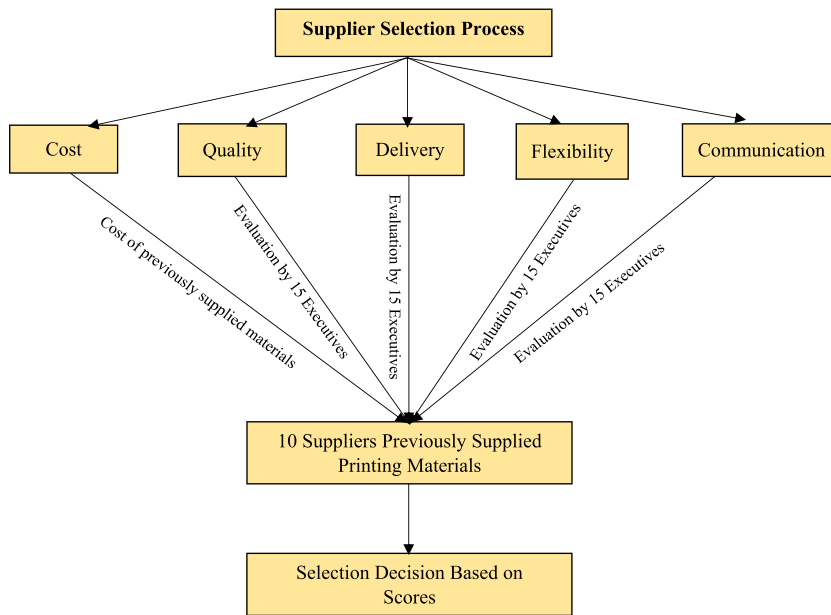 Supplier Selection Process
Cost
Quality
Delivery
Flexibility
Communication
Cost of previously supplied materials
Evaluation by 15 Executives
Evaluation by 15 Executives
Evaluation by 15 Executives
Evaluation by 15 Executives
10 Suppliers Previously Supplied
Printing Materials
Selection Decision Based on
Scores